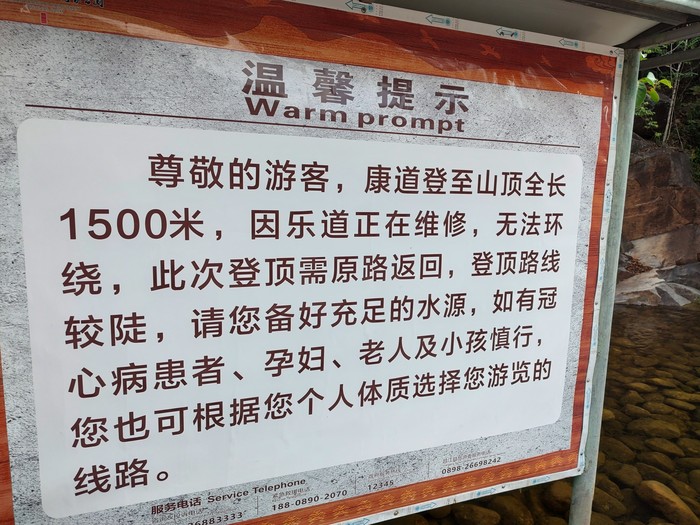 温馨提示
Warm prompt
尊敬的游客，康道登至山顶全长
1500米，因乐道正在维修，无法环
绕，此次登顶需原路返回，登顶路线
较陡，请您备好充足的水源，如有冠
心病患者、孕妇、老人及小孩慎行，
您也可根据您个人体质选择您游览的
线路。
服务电话 Service Telephone
26883333
188-0890-2070
12345
0898-26698242